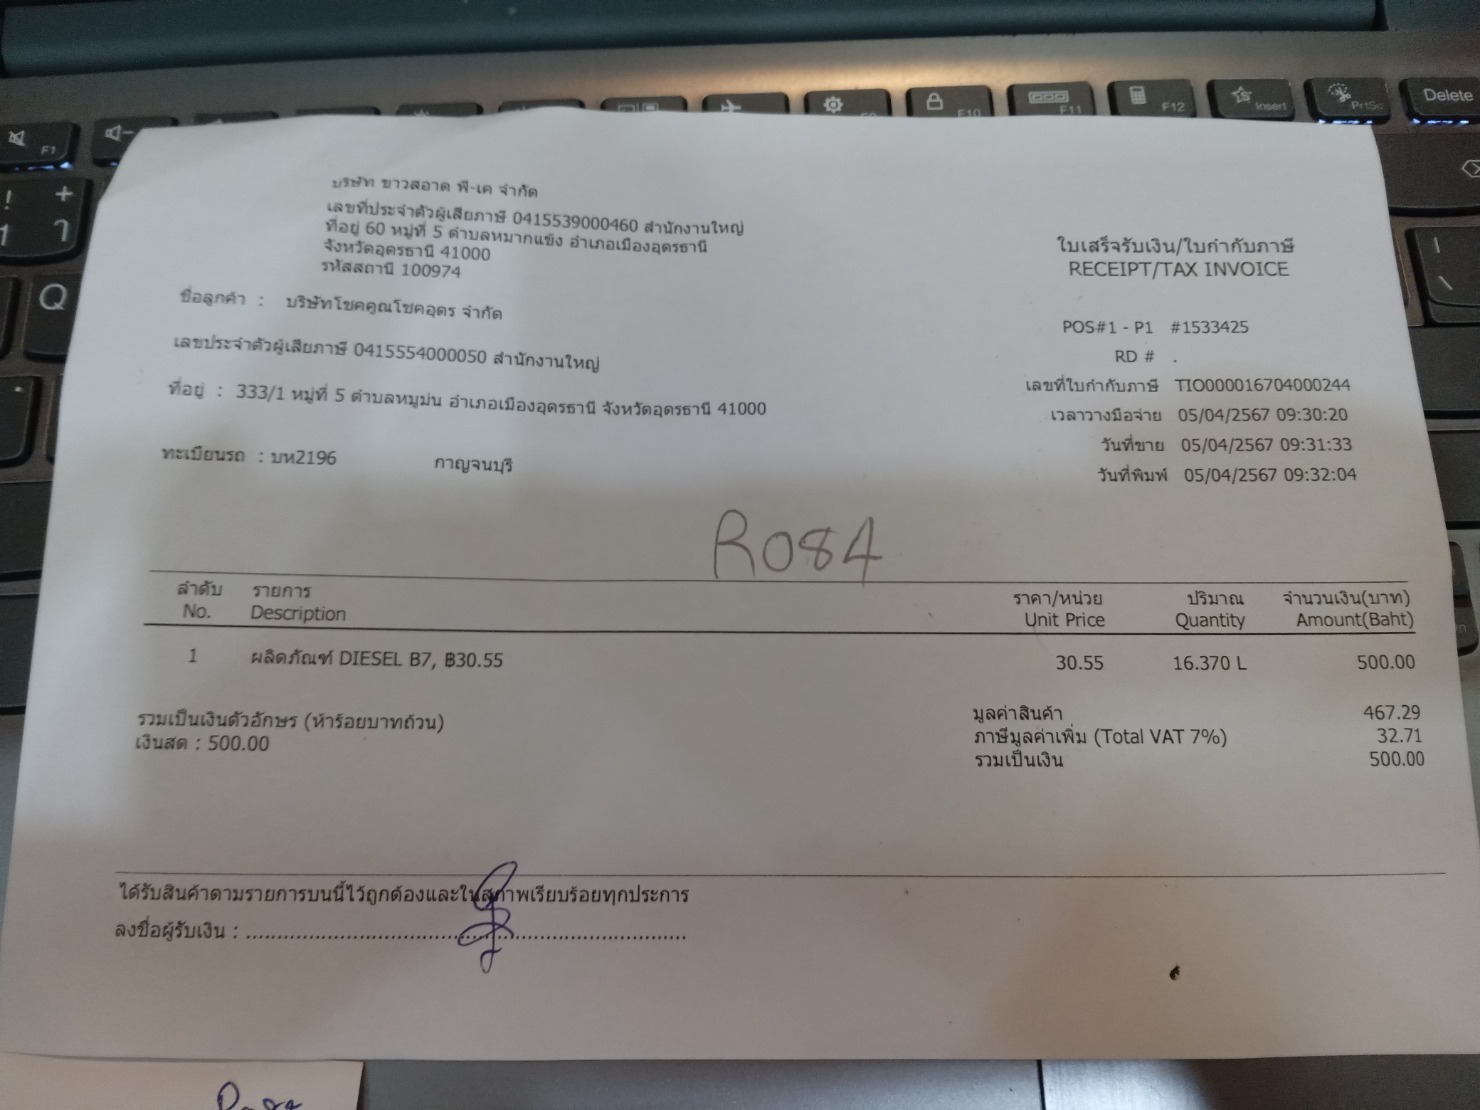 บริษัท ขาวสอาด พี-เค จำกัด
เลขที่ประจำตัวผู้เสียภาษี 0415539000460 สำนักงานใหญ่
ที่อยู่ 60 หมู่ที่ 5 ตำบลหมากแข้ง อำเภอเมืองอุดรธานี
จังหวัดอุดรธานี 41000
รหัสสถานี 100974
ใบเสร็จรับเงิน/ใบกำกับภาษี
RECEIPT/TAX INVOICE
ชื่อลูกค้า : บริษัทโชคคูณโชคอุดร จำกัด
POS#1 - P1 #1533425
เลขประจำตัวผู้เสียภาษี 0415554000050 สำนักงานใหญ่
RD # .
ที่อยู่ : 333/1 หมู่ที่ 5 ตำบลหมูม่น อำเภอเมืองอุดรธานี จังหวัดอุดรธานี 41000
เลขที่ใบกำกับภาษี TIO000016704000244
เวลาวางมือจ่าย 05/04/2567 09:30:20
ทะเบียนรถ : บห2196 กาญจนบุรี
วันที่ขาย 05/04/2567 09:31:33
วันที่พิมพ์ 05/04/2567 09:32:04
R084
ลำดับ รายการ ราคา/หน่วย ปริมาณ จำนวนเงิน(บาท)
No. Description Unit Price Quantity Amount(Baht)
1 ผลิตภัณฑ์ DIESEL B7, ฿30.55 30.55 16.370 L 500.00
รวมเป็นเงินตัวอักษร (ห้าร้อยบาทถ้วน)
เงินสด : 500.00
มูลค่าสินค้า 467.29
ภาษีมูลค่าเพิ่ม (Total VAT 7%) 32.71
รวมเป็นเงิน 500.00
ได้รับสินค้าตามรายการบนนี้ไว้ถูกต้องและในสภาพเรียบร้อยทุกประการ
ลงชื่อผู้รับเงิน : ......................................................................
F1
F10
F11
F12
Insert
PrtSc
Delete
Q